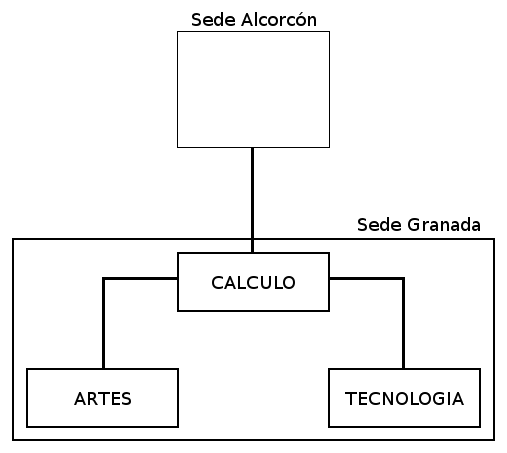 Sede Alcorcón
Sede Granada
CALCULO
ARTES
TECNOLOGIA